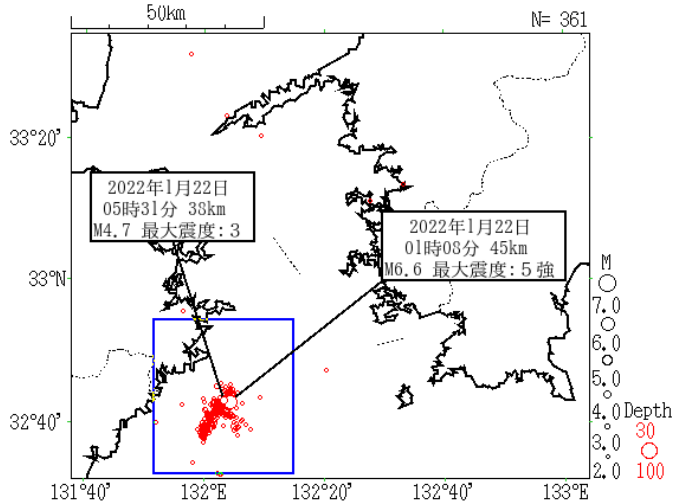 50km
N= 361
33°20′
2022年1月22日
05時31分 38km
M4.7 最大震度:3
2022年1月22日
01時08分 45km
M6.6 最大震度:5強
33°N
M
7.0
6.0
5.0
4.0
3.0
2.0
Depth
30
100
32°40′
131°40′
132°E
132°20′
132°40′
133°E